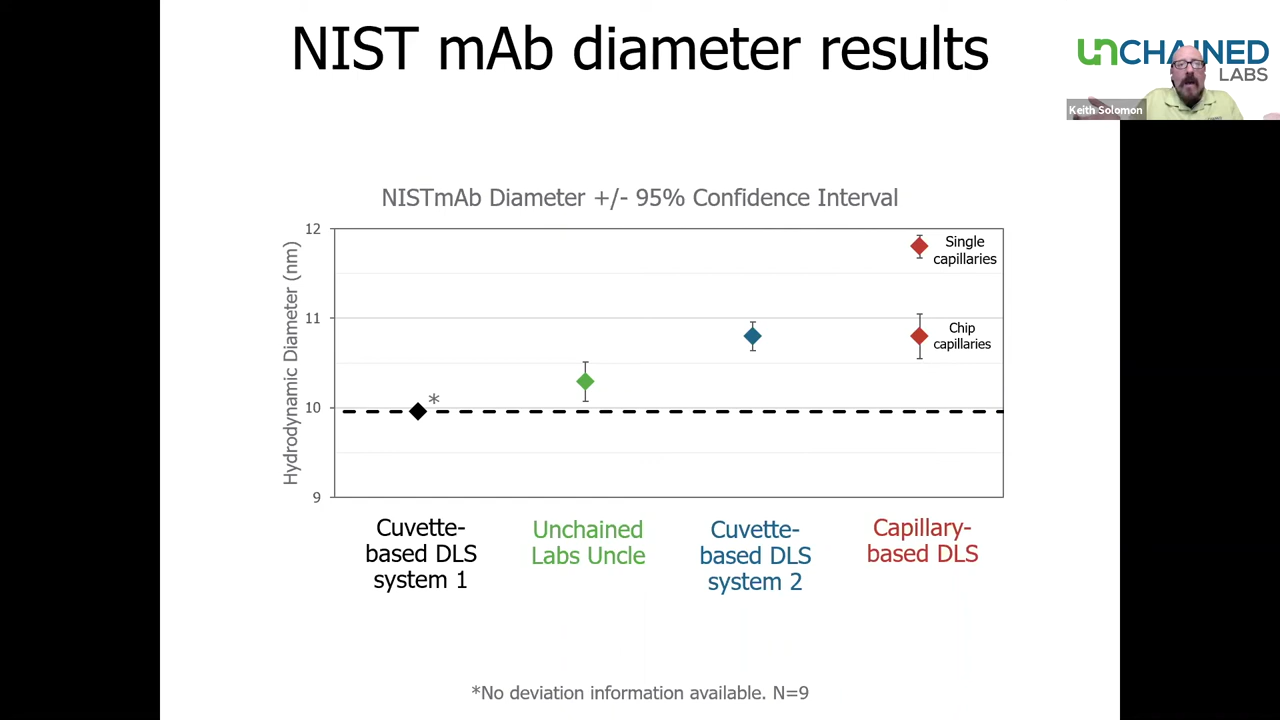 NIST mAb diameter results
UNCHAINED
LABS
Keith Solomon
NISTmAb Diameter +/- 95% Confidence Interval
Hydrodynamic Diameter (nm)
12
11
10
9
Single
capillaries
Chip
capillaries
*
Cuvette-
based DLS
system 1
Unchained
Labs Uncle
Cuvette-
based DLS
system 2
Capillary-
based DLS
*No deviation information available. N=9